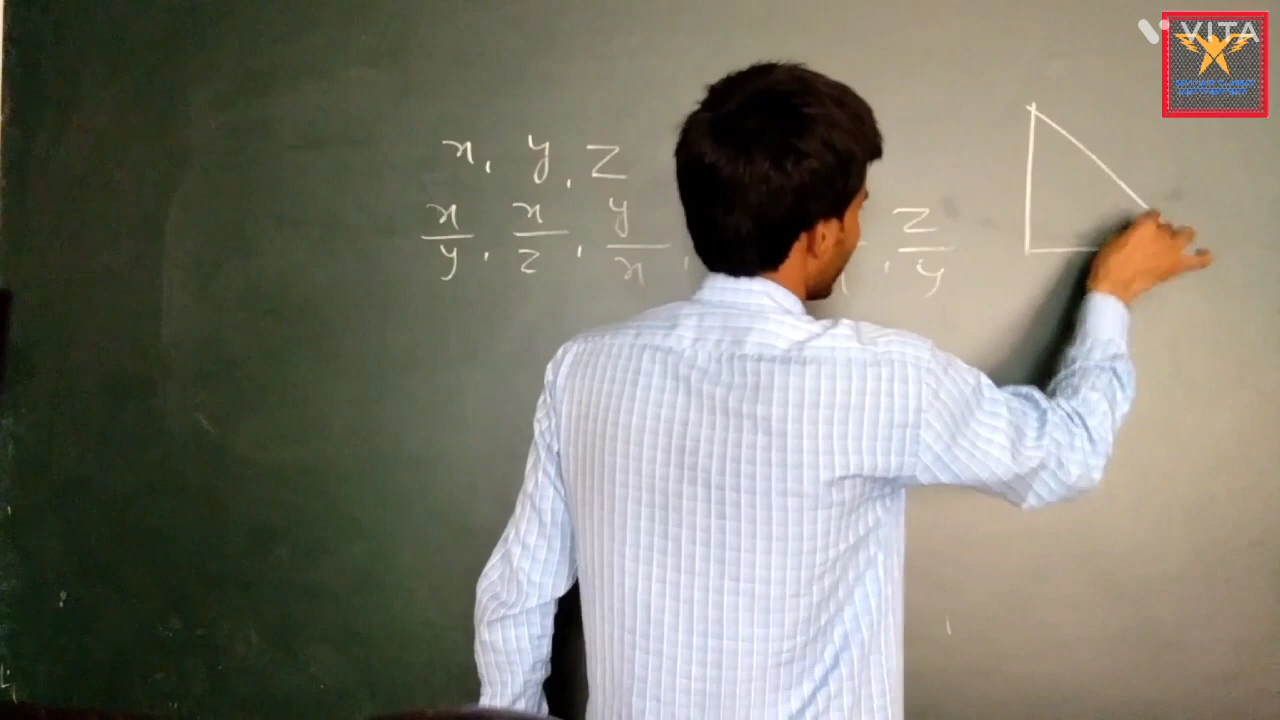 VITA
x, y, z
x/y, x/z, y/x, , z/y